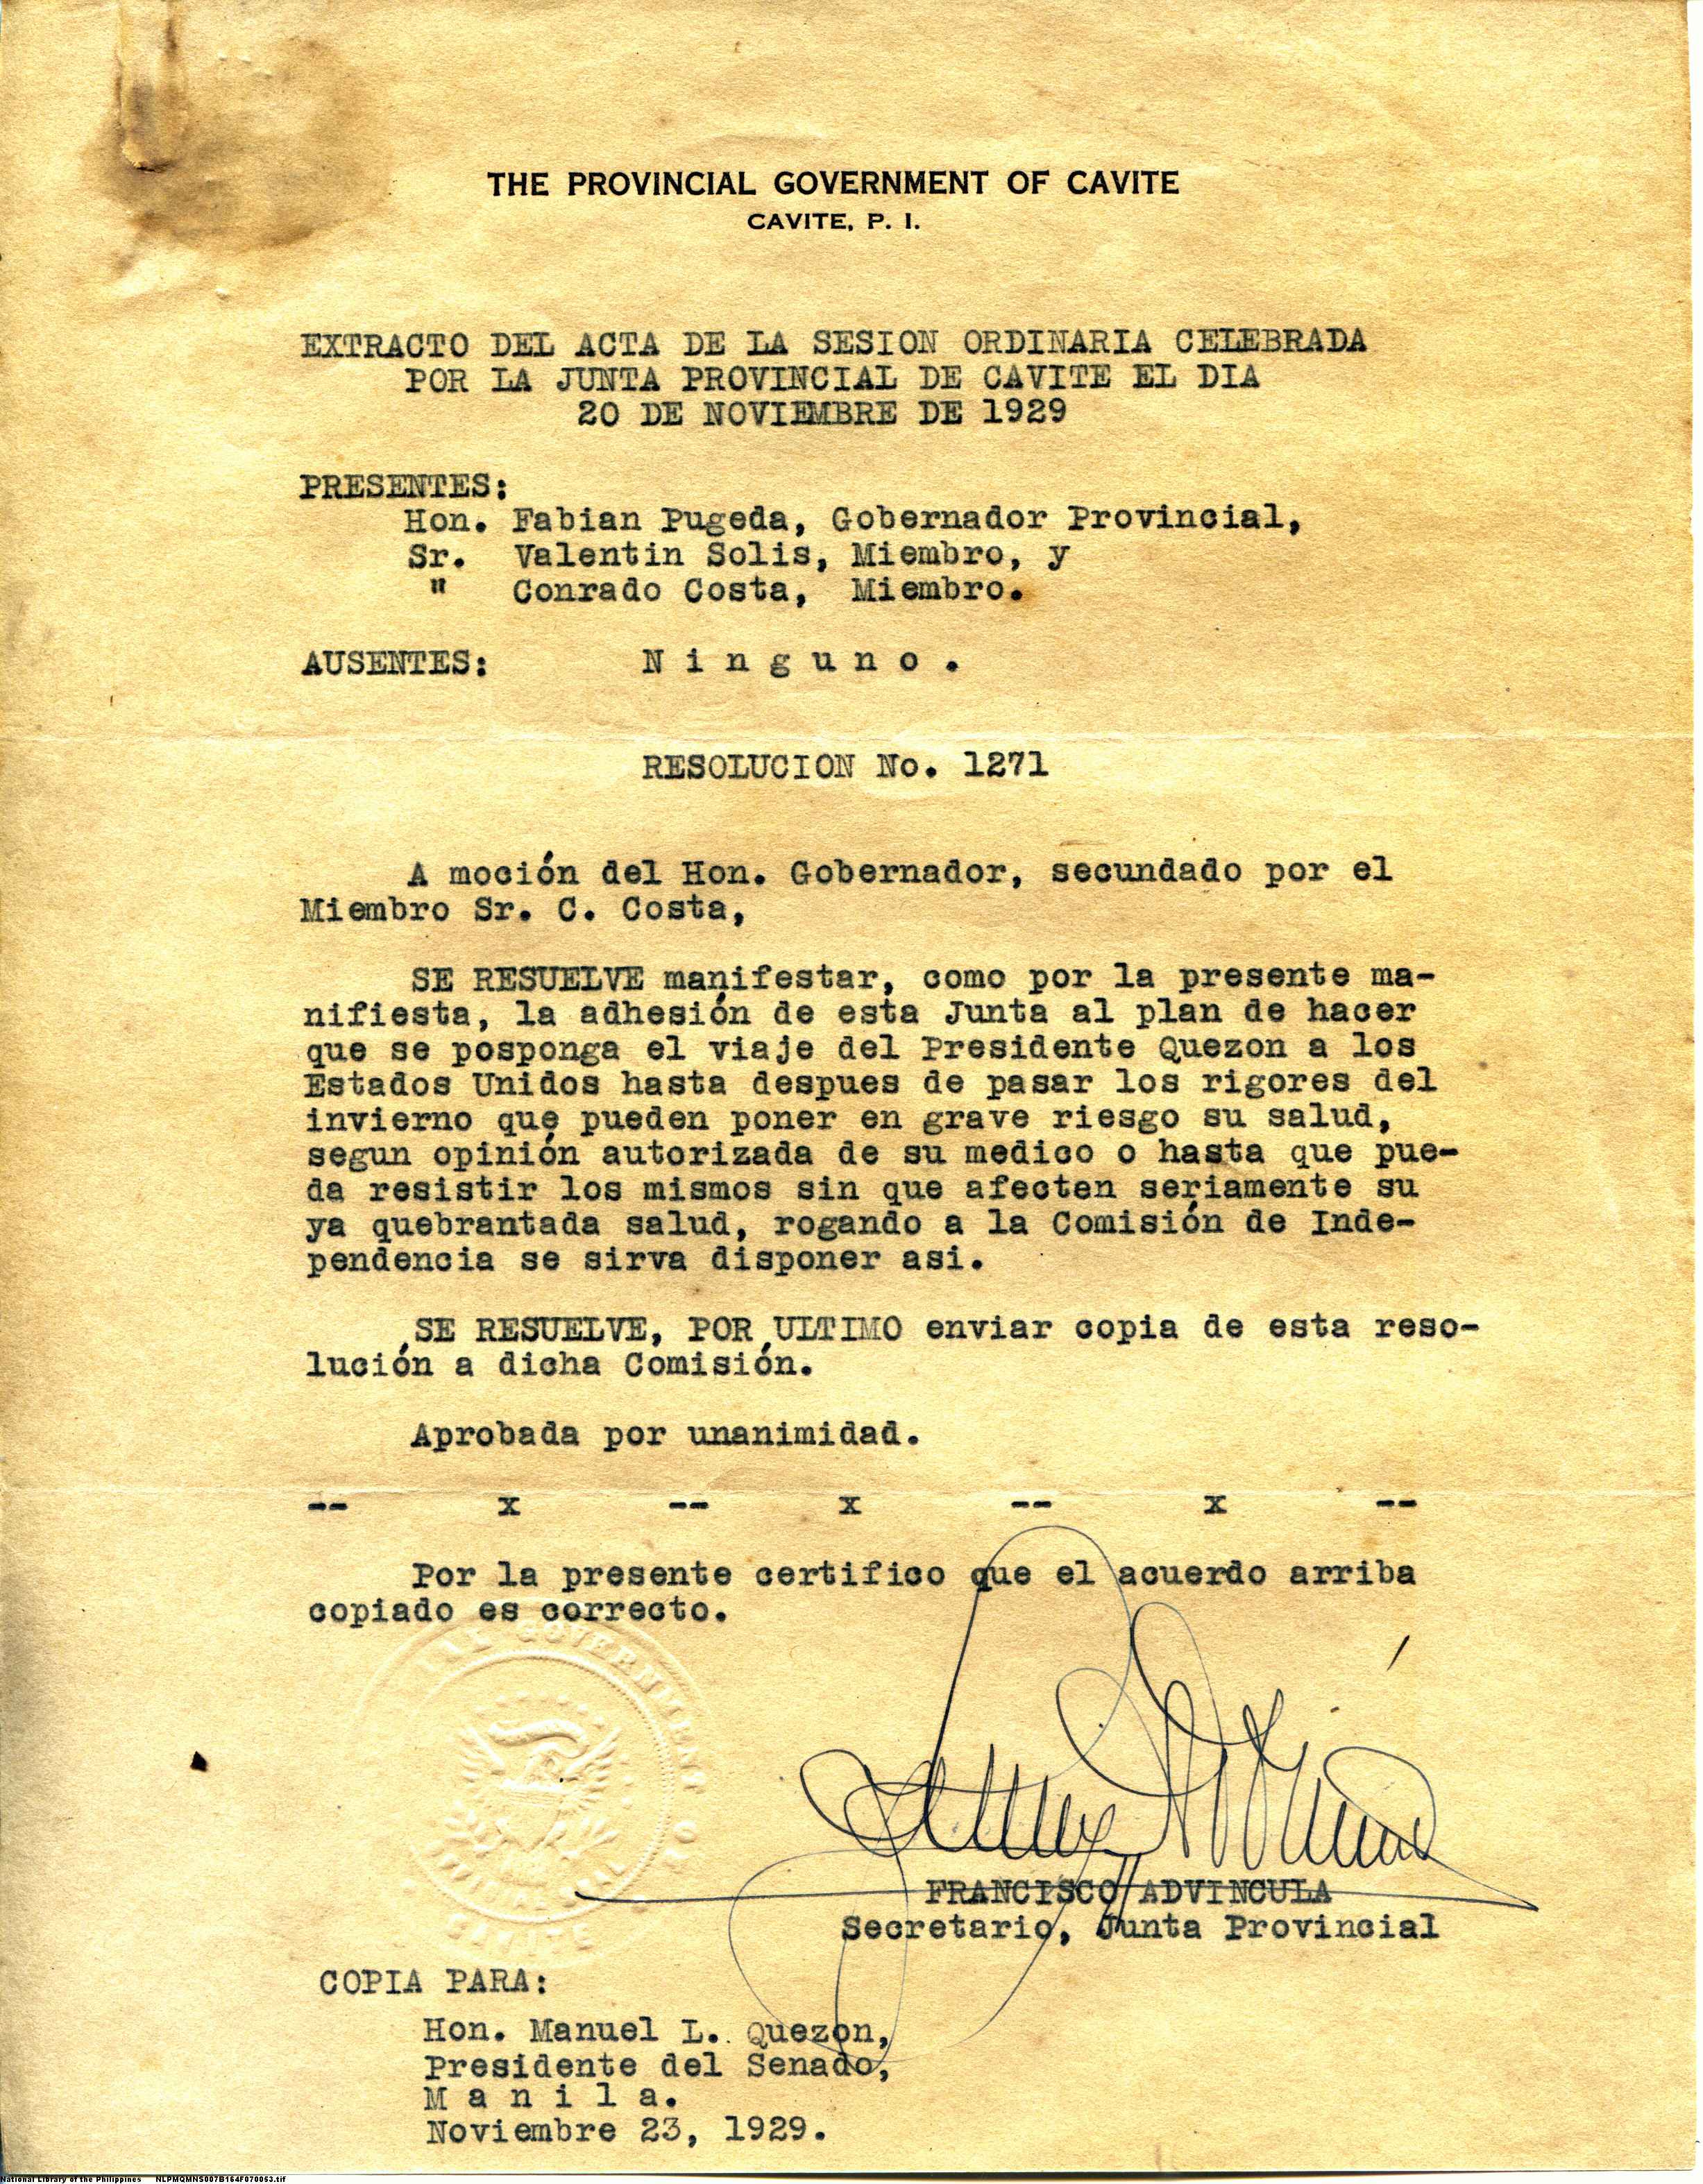 THE PROVINCIAL GOVERNMENT OF CAVITE
CAVITE, P. I.
EXTRACTO DEL ACTA DE LA SESION ORDINARIA CELEBRADA
POR LA JUNTA PROVINCIAL DE CAVITE EL DIA
20 DE NOVIEMBRE DE 1929
PRESENTES:
Hon. Fabian Pugeda, Gobernador Provincial,
Sr. Valentin Solis, Miembro, y
" Conrado Costa, Miembro.
AUSENTES: N i n g u n o .
RESOLUCION No. 1271
A moción del Hon. Gobernador, secundado por el
Miembro Sr. C. Costa,
SE RESUELVE manifestar, como por la presente ma-
nifiesta, la adhesión de esta Junta al plan de hacer
que se posponga el viaje del Presidente Quezon a los
Estados Unidos hasta despues de pasar los rigores del
invierno que pueden poner en grave riesgo su salud,
segun opinión autorizada de su medico o hasta que pue-
da resistir los mismos sin que afecten seriamente su
ya quebrantada salud, rogando a la Comisión de Inde-
pendencia se sirva disponer asi.
SE RESUELVE, POR ULTIMO enviar copia de esta reso-
lución a dicha Comisión.
Aprobada por unanimidad.
-- x -- x -- x --
Por la presente certifico que el acuerdo arriba
copiado es correcto.
FRANCISCO ADVINCULA
Secretario, Junta Provincial
COPIA PARA:
Hon. Manuel L. Quezon,
Presidente del Senado,
M a n i l a.
Noviembre 23, 1929.
National Library of the Philippines NLPMQMNS007B164F070053.tif